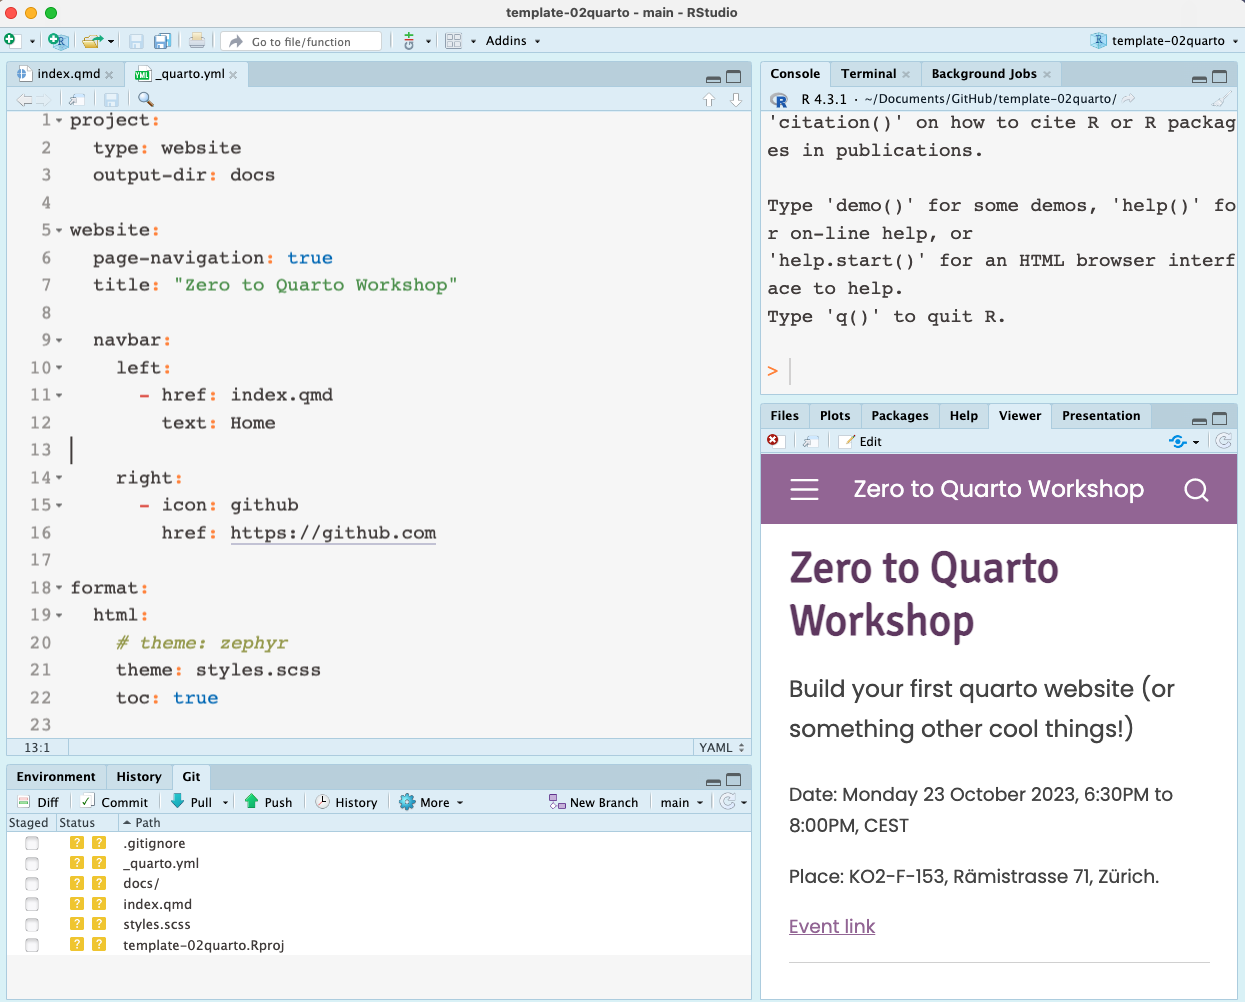 template-02quarto - main - RStudio
Go to file/function
Addins
template-02quarto
index.qmd
_quarto.yml
1 project:
2 type: website
3 output-dir: docs
4
5 website:
6 page-navigation: true
7 title: "Zero to Quarto Workshop"
8
9 navbar:
10 left:
11 - href: index.qmd
12 text: Home
13
14 right:
15 - icon: github
16 href: https://github.com
17
18 format:
19 html:
20 # theme: zephyr
21 theme: styles.scss
22 toc: true
23
13:1 YAML
Environment History Git
Diff Commit Pull Push History More New Branch main
Staged Status Path
? ? .gitignore
? ? _quarto.yml
? ? docs/
? ? index.qmd
? ? styles.scss
? ? template-02quarto.Rproj
Console Terminal Background Jobs
R R 4.3.1 · ~/Documents/GitHub/template-02quarto/
'citation()' on how to cite R or R packag
es in publications.
Type 'demo()' for some demos, 'help()' fo
r on-line help, or
'help.start()' for an HTML browser interf
ace to help.
Type 'q()' to quit R.
>
Files Plots Packages Help Viewer Presentation
Edit
Zero to Quarto Workshop
Zero to Quarto
Workshop
Build your first quarto website (or
something other cool things!)
Date: Monday 23 October 2023, 6:30PM to
8:00PM, CEST
Place: KO2-F-153, Rämistrasse 71, Zürich.
Event link